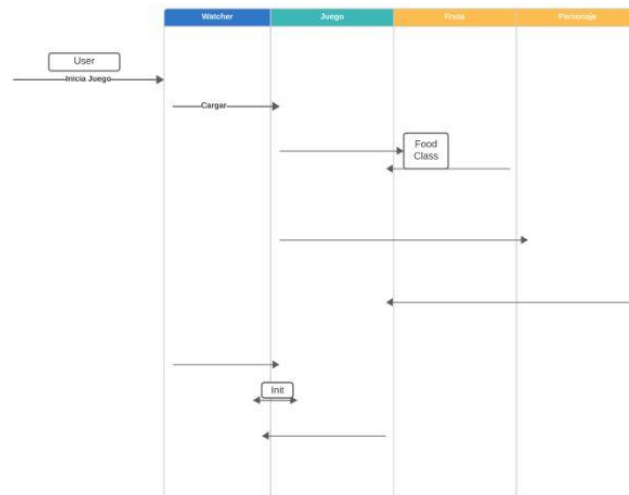 Watcher
Juego
Fruta
Personaje
User
Inicia Juego
Cargar
Food
Class
Init